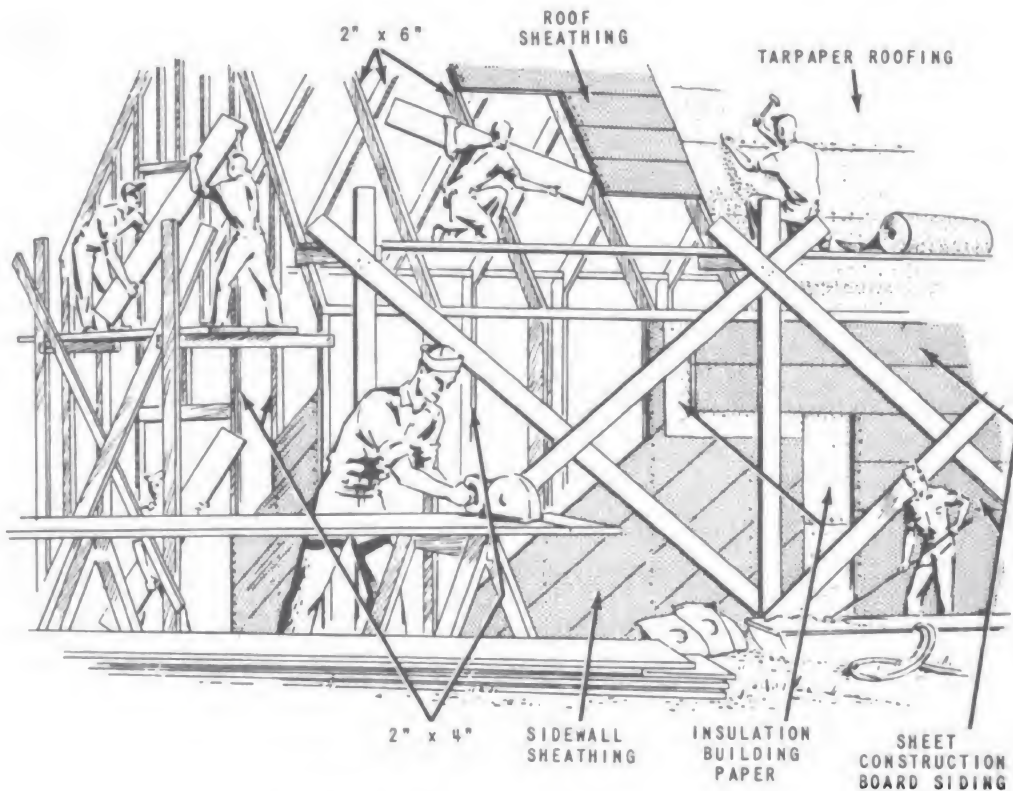 2" x 6"
ROOF
SHEATHING
TARPAPER ROOFING
2" x 4"
SIDEWALL
SHEATHING
INSULATION
BUILDING
PAPER
SHEET
CONSTRUCTION
BOARD SIDING